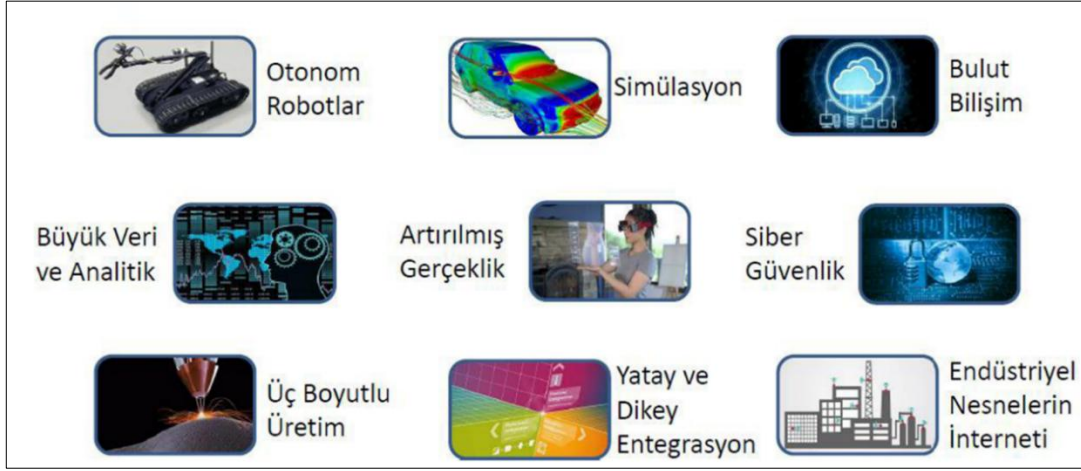 Otonom
Robotlar
Simülasyon
Bulut
Bilişim
Büyük Veri
ve Analitik
Artırılmış
Gerçeklik
Siber
Güvenlik
Üç Boyutlu
Üretim
Yatay ve
Dikey
Entegrasyon
Endüstriyel
Nesnelerin
İnterneti